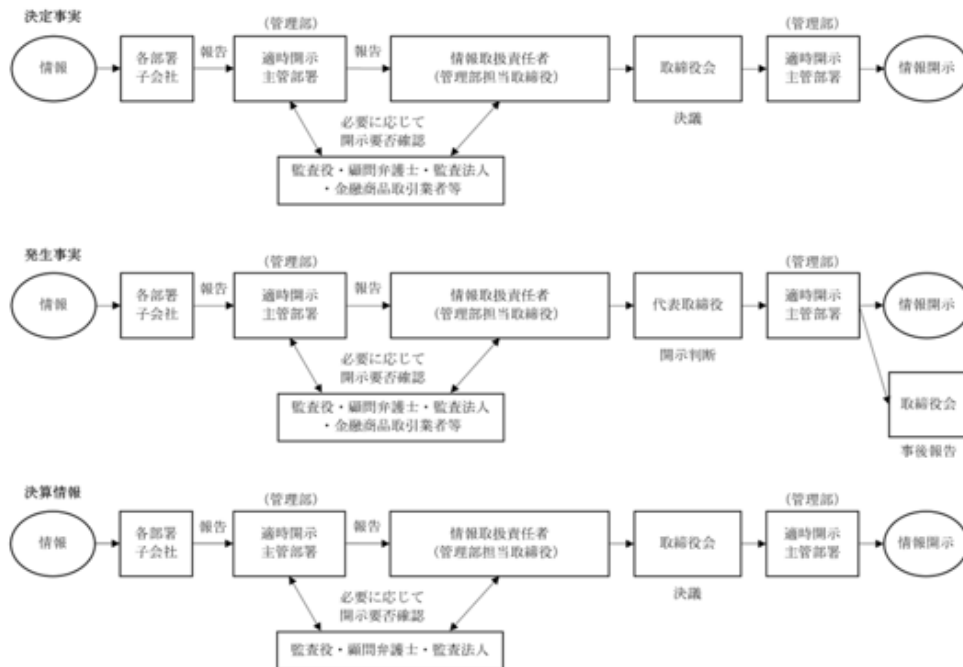 決定事実
(管理部)
(管理部)
情報
各部署
子会社
報告
適時開示
主管部署
報告
情報取扱責任者
(管理部担当取締役)
取締役会
適時開示
主管部署
情報開示
決議
必要に応じて
開示要否確認
監査役・顧問弁護士・監査法人
・金融商品取引業者等
発生事実
(管理部)
(管理部)
情報
各部署
子会社
報告
適時開示
主管部署
報告
情報取扱責任者
(管理部担当取締役)
代表取締役
適時開示
主管部署
情報開示
開示判断
必要に応じて
開示要否確認
監査役・顧問弁護士・監査法人
・金融商品取引業者等
取締役会
事後報告
決算情報
(管理部)
(管理部)
情報
各部署
子会社
報告
適時開示
主管部署
報告
情報取扱責任者
(管理部担当取締役)
取締役会
適時開示
主管部署
情報開示
決議
必要に応じて
開示要否確認
監査役・顧問弁護士・監査法人